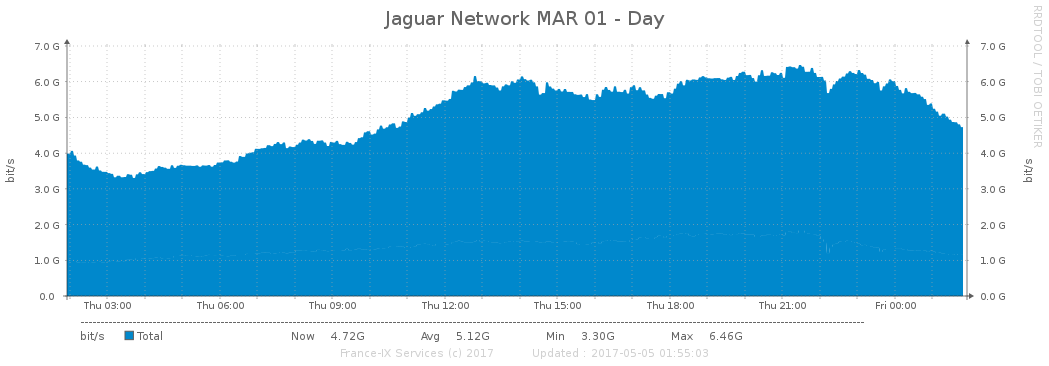 Jaguar Network MAR 01 - Day
RRDTOOL / TOBI OETIKER
bit/s
7.0 G 7.0 G
6.0 G 6.0 G
5.0 G 5.0 G
4.0 G 4.0 G
3.0 G 3.0 G
2.0 G 2.0 G
1.0 G 1.0 G
0.0 0.0 G
bit/s
Thu 03:00 Thu 06:00 Thu 09:00 Thu 12:00 Thu 15:00 Thu 18:00 Thu 21:00 Fri 00:00
bit/s Total Now 4.72G Avg 5.12G Min 3.30G Max 6.46G
France-IX Services (c) 2017 Updated : 2017-05-05 01:55:03